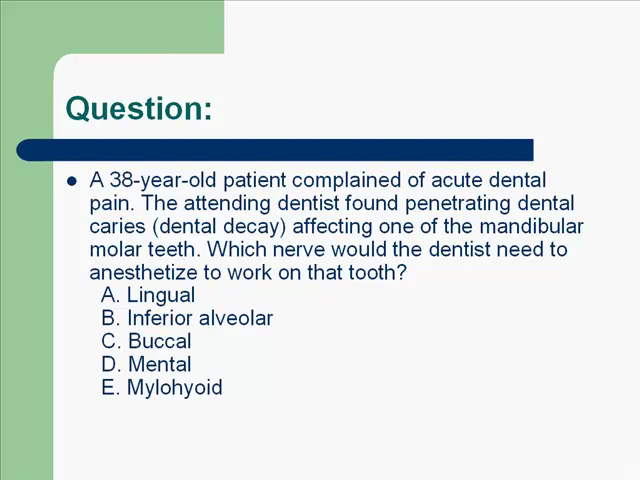 Question:
A 38-year-old patient complained of acute dental
pain. The attending dentist found penetrating dental
caries (dental decay) affecting one of the mandibular
molar teeth. Which nerve would the dentist need to
anesthetize to work on that tooth?
A. Lingual
B. Inferior alveolar
C. Buccal
D. Mental
E. Mylohyoid